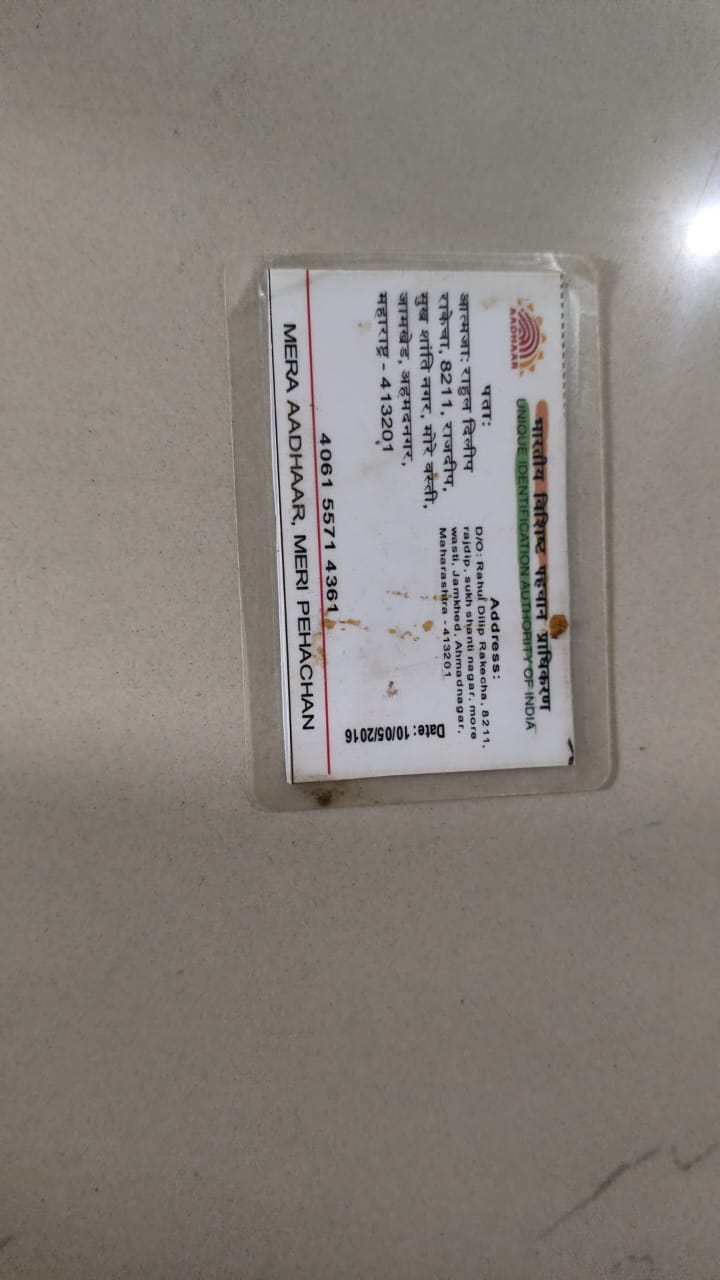 भारतीय विशिष्ट पहचान प्राधिकरण
UNIQUE IDENTIFICATION AUTHORITY OF INDIA
AADHAAR
पता:
आत्मजा: राहुल दिलीप
राकेचा, 8211, राजदीप,
सुख शांति नगर, मोरे वस्ती,
जामखेड, अहमदनगर,
महाराष्ट्र - 413201
Address:
D/O: Rahul Dilip Rakecha, 8211,
rajdip, sukh shanti nagar, more
wasti, Jamkhed, Ahmadnagar,
Maharashtra - 413201
Date: 10/05/2016
4061 5571 4361
MERA AADHAAR, MERI PEHACHAN